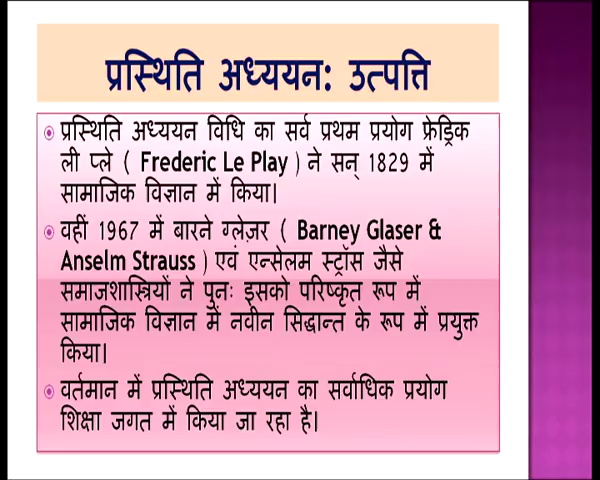 प्रस्थिति अध्ययन: उत्पत्ति
प्रस्थिति अध्ययन विधि का सर्व प्रथम प्रयोग फ्रेड्रिक
ली प्ले ( Frederic Le Play ) ने सन् 1829 में
सामाजिक विज्ञान में किया।
वहीं 1967 में बारने ग्लेज़र ( Barney Glaser &
Anselm Strauss ) एवं एन्सेलम स्ट्रॉस जैसे
समाजशास्त्रियों ने पुनः इसको परिष्कृत रूप में
सामाजिक विज्ञान में नवीन सिद्धान्त के रूप में प्रयुक्त
किया।
वर्तमान में प्रस्थिति अध्ययन का सर्वाधिक प्रयोग
शिक्षा जगत में किया जा रहा है।